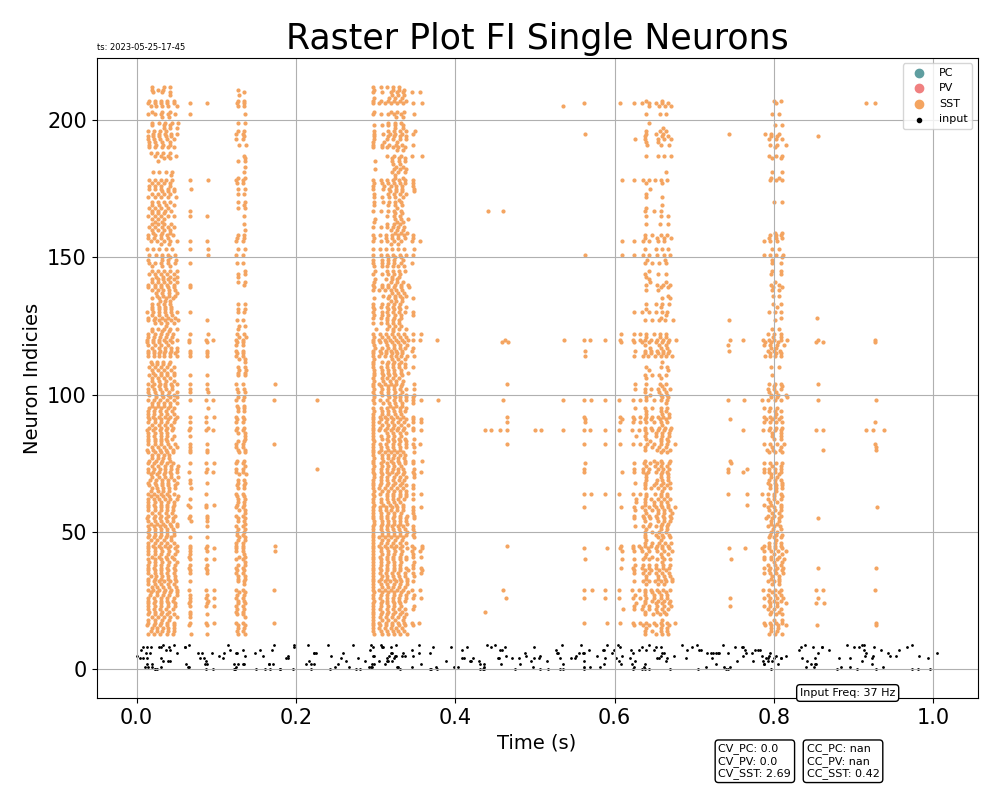 Raster Plot FI Single Neurons
ts: 2023-05-25-17-45
PC
PV
SST
input
Neuron Indicies
200
150
100
50
0
0.0 0.2 0.4 0.6 0.8 1.0
Time (s)
Input Freq: 37 Hz
CV_PC: 0.0
CV_PV: 0.0
CV_SST: 2.69
CC_PC: nan
CC_PV: nan
CC_SST: 0.42